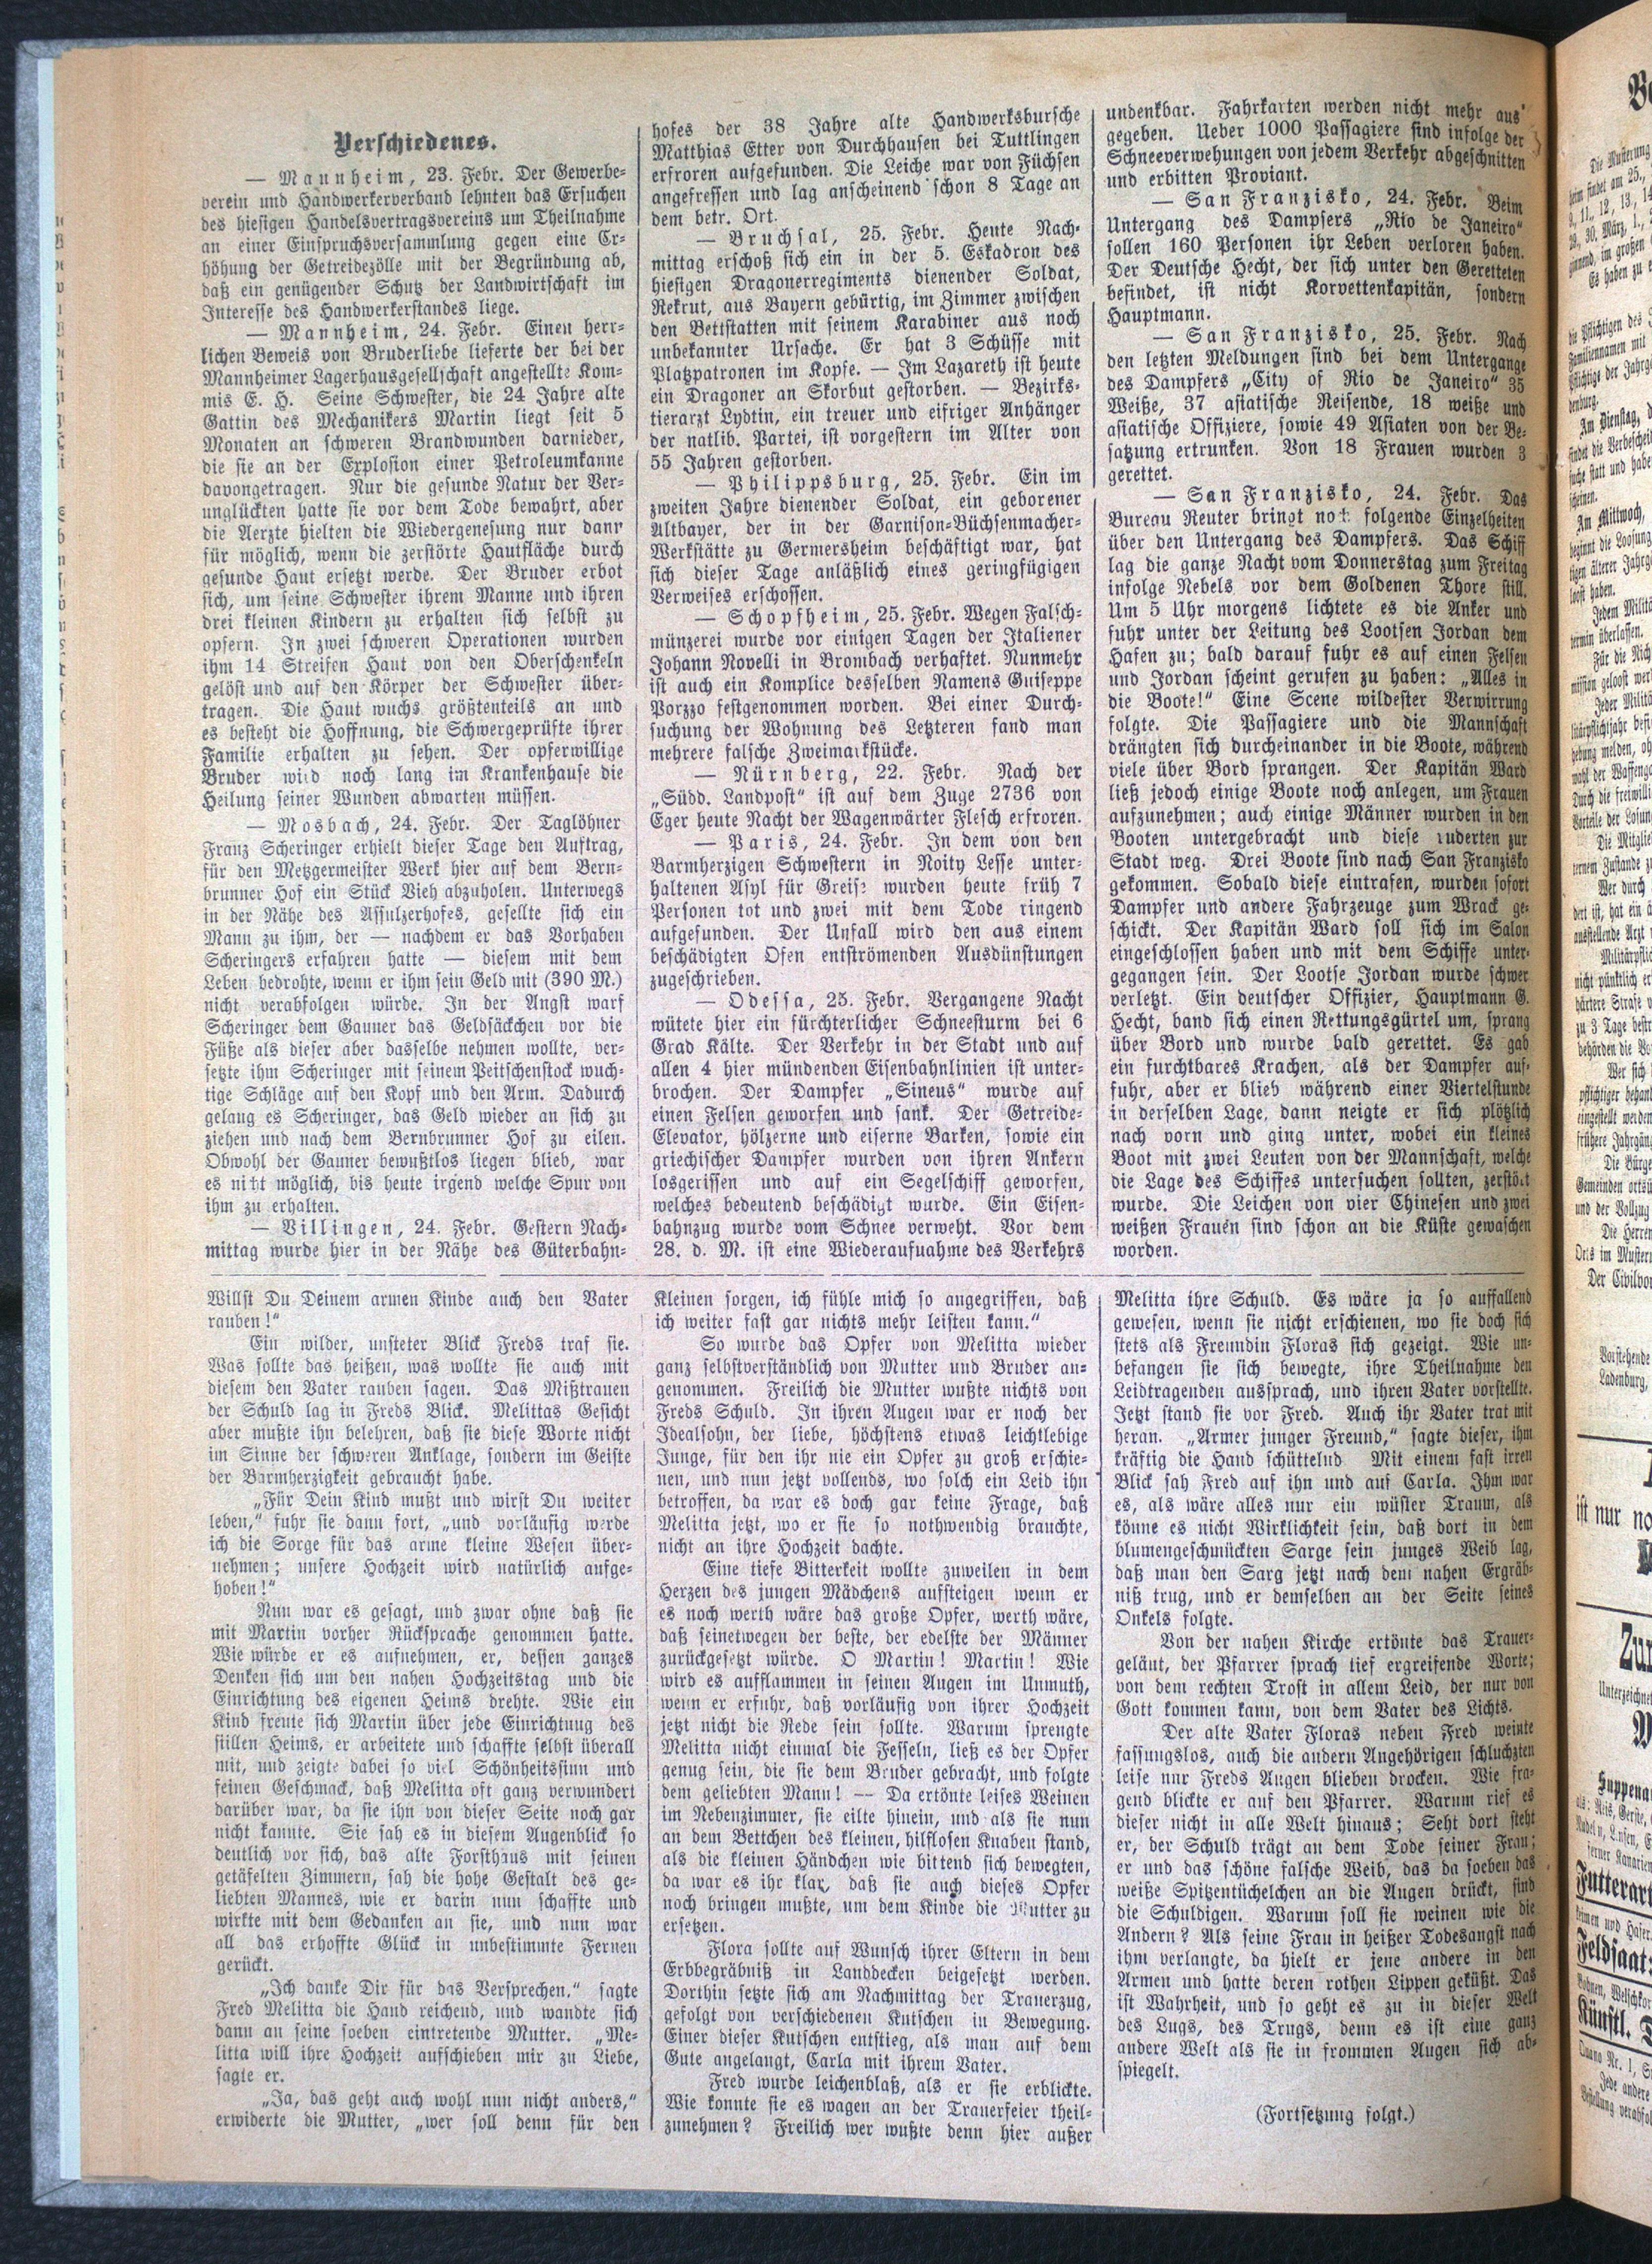 Verschiedenes.
— Mannheim, 23. Febr. Der Gewerbe-
verein und Handwerkerverband lehnten das Ersuchen
des hiesigen Handelsvertragsvereins um Theilnahme
an einer Einspruchsversammlung gegen eine Er-
höhung der Getreidezölle mit der Begründung ab,
daß ein genügender Schutz der Landwirtschaft im
Interesse des Handwerkerstandes liege.
— Mannheim, 24. Febr. Einen herr-
lichen Beweis von Bruderliebe lieferte der bei der
Mannheimer Lagerhausgesellschaft angestellte Kom-
mis E. H. Seine Schwester, die 24 Jahre alte
Gattin des Mechanikers Martin liegt seit 5
Monaten an schweren Brandwunden darnieder,
die sie an der Explosion einer Petroleumkanne
davongetragen. Nur die gesunde Natur der Ver-
unglückten hatte sie vor dem Tode bewahrt, aber
die Aerzte hielten die Wiedergenesung nur dann
für möglich, wenn die zerstörte Hautfläche durch
gesunde Haut ersetzt werde. Der Bruder erbot
sich, um seine Schwester ihrem Manne und ihren
drei kleinen Kindern zu erhalten sich selbst zu
opfern. In zwei schweren Operationen wurden
ihm 14 Streifen Haut von den Oberschenkeln
gelöst und auf den Körper der Schwester über-
tragen. Die Haut wuchs größtenteils an und
es besteht die Hoffnung, die Schwergeprüfte ihrer
Familie erhalten zu sehen. Der opferwillige
Bruder wird noch lang im Krankenhause die
Heilung seiner Wunden abwarten müssen.
— Mosbach, 24. Febr. Der Taglöhner
Franz Scheringer erhielt dieser Tage den Auftrag,
für den Metzgermeister Werk hier auf dem Bern-
brunner Hof ein Stück Vieh abzuholen. Unterwegs
in der Nähe des Assulzerhofes, gesellte sich ein
Mann zu ihm, der — nachdem er das Vorhaben
Scheringers erfahren hatte — diesem mit dem
Leben bedrohte, wenn er ihm sein Geld mit (390 M.)
nicht verabfolgen würde. In der Angst warf
Scheringer dem Gauner das Geldsäckchen vor die
Füße als dieser aber dasselbe nehmen wollte, ver-
setzte ihm Scheringer mit seinem Peitschenstock wuch-
tige Schläge auf den Kopf und den Arm. Dadurch
gelang es Scheringer, das Geld wieder an sich zu
ziehen und nach dem Bernbrunner Hof zu eilen.
Obwohl der Gauner bewußtlos liegen blieb, war
es nicht möglich, bis heute irgend welche Spur von
ihm zu erhalten.
— Villingen, 24. Febr. Gestern Nach-
mittag wurde hier in der Nähe des Güterbahn-
hofes der 38 Jahre alte Handwerksbursche
Matthias Etter von Durchhausen bei Tuttlingen
erfroren aufgefunden. Die Leiche war von Füchsen
angefressen und lag anscheinend schon 8 Tage an
dem betr. Ort.
— Bruchsal, 25. Febr. Heute Nach-
mittag erschoß sich ein in der 5. Eskadron des
hiesigen Dragonerregiments dienender Soldat,
Rekrut, aus Bayern gebürtig, im Zimmer zwischen
den Bettstatten mit seinem Karabiner aus noch
unbekannter Ursache. Er hat 3 Schüsse mit
Platzpatronen im Kopfe. — Im Lazareth ist heute
ein Dragoner an Skorbut gestorben. — Bezirks-
tierarzt Lydtin, ein treuer und eifriger Anhänger
der natlib. Partei, ist vorgestern im Alter von
55 Jahren gestorben.
— Philippsburg, 25. Febr. Ein im
zweiten Jahre dienender Soldat, ein geborener
Altbayer, der in der Garnison-Büchsenmacher-
Werkstätte zu Germersheim beschäftigt war, hat
sich dieser Tage anläßlich eines geringfügigen
Verweises erschossen.
— Schopfheim, 25. Febr. Wegen Falsch-
münzerei wurde vor einigen Tagen der Italiener
Johann Novelli in Brombach verhaftet. Nunmehr
ist auch ein Komplice desselben Namens Guiseppe
Porzzo festgenommen worden. Bei einer Durch-
suchung der Wohnung des Letzteren fand man
mehrere falsche Zweimarkstücke.
— Nürnberg, 22. Febr. Nach der
„Südd. Landpost“ ist auf dem Zuge 2736 von
Eger heute Nacht der Wagenwärter Flesch erfroren.
— Paris, 24. Febr. In dem von den
Barmherzigen Schwestern in Noity Lesse unter-
haltenen Asyl für Greise wurden heute früh 7
Personen tot und zwei mit dem Tode ringend
aufgefunden. Der Unfall wird den aus einem
beschädigten Ofen entströmenden Ausdünstungen
zugeschrieben.
— Odessa, 25. Febr. Vergangene Nacht
wütete hier ein fürchterlicher Schneesturm bei 6
Grad Kälte. Der Verkehr in der Stadt und auf
allen 4 hier mündenden Eisenbahnlinien ist unter-
brochen. Der Dampfer „Sineus“ wurde auf
einen Felsen geworfen und sank. Der Getreide-
Elevator, hölzerne und eiserne Barken, sowie ein
griechischer Dampfer wurden von ihren Ankern
losgerissen und auf ein Segelschiff geworfen,
welches bedeutend beschädigt wurde. Ein Eisen-
bahnzug wurde vom Schnee verweht. Vor dem
28. d. M. ist eine Wiederaufnahme des Verkehrs
undenkbar. Fahrkarten werden nicht mehr aus
gegeben. Ueber 1000 Passagiere sind infolge der
Schneeverwehungen von jedem Verkehr abgeschnitten
und erbitten Proviant.
— San Franzisko, 24. Febr. Beim
Untergang des Dampfers „Rio de Janeiro“
sollen 160 Personen ihr Leben verloren haben.
Der Deutsche Hecht, der sich unter den Geretteten
befindet, ist nicht Korvettenkapitän, sondern
Hauptmann.
— San Franzisko, 25. Febr. Nach
den letzten Meldungen sind bei dem Untergange
des Dampfers „City of Rio de Janeiro“ 35
Weiße, 37 asiatische Reisende, 18 weiße und
asiatische Offiziere, sowie 49 Asiaten von der Be-
satzung ertrunken. Von 18 Frauen wurden 3
gerettet.
— San Franzisko, 24. Febr. Das
Bureau Reuter bringt noch folgende Einzelheiten
über den Untergang des Dampfers. Das Schiff
lag die ganze Nacht vom Donnerstag zum Freitag
infolge Nebels vor dem Goldenen Thore still.
Um 5 Uhr morgens lichtete es die Anker und
fuhr unter der Leitung des Lootsen Jordan dem
Hafen zu; bald darauf fuhr es auf einen Felsen
und Jordan scheint gerufen zu haben: „Alles in
die Boote!“ Eine Scene wildester Verwirrung
folgte. Die Passagiere und die Mannschaft
drängten sich durcheinander in die Boote, während
viele über Bord sprangen. Der Kapitän Ward
ließ jedoch einige Boote noch anlegen, um Frauen
aufzunehmen; auch einige Männer wurden in den
Booten untergebracht und diese ruderten zur
Stadt weg. Drei Boote sind nach San Franzisko
gekommen. Sobald diese eintrafen, wurden sofort
Dampfer und andere Fahrzeuge zum Wrack ge-
schickt. Der Kapitän Ward soll sich im Salon
eingeschlossen haben und mit dem Schiffe unter-
gegangen sein. Der Lootse Jordan wurde schwer
verletzt. Ein deutscher Offizier, Hauptmann G.
Hecht, band sich einen Rettungsgürtel um, sprang
über Bord und wurde bald gerettet. Es gab
ein furchtbares Krachen, als der Dampfer auf-
fuhr, aber er blieb während einer Viertelstunde
in derselben Lage, dann neigte er sich plötzlich
nach vorn und ging unter, wobei ein kleines
Boot mit zwei Leuten von der Mannschaft, welche
die Lage des Schiffes untersuchen sollten, zerstört
wurde. Die Leichen von vier Chinesen und zwei
weißen Frauen sind schon an die Küste gewaschen
worden.
Willst Du Deinem armen Kinde auch den Vater
rauben!“
Ein wilder, unsteter Blick Freds traf sie.
Was sollte das heißen, was wollte sie auch mit
diesem den Vater rauben sagen. Das Mißtrauen
der Schuld lag in Freds Blick. Melittas Gesicht
aber mußte ihn belehren, daß sie diese Worte nicht
im Sinne der schweren Anklage, sondern im Geiste
der Barmherzigkeit gebraucht habe.
„Für Dein Kind mußt und wirst Du weiter
leben,“ fuhr sie dann fort, „und vorläufig werde
ich die Sorge für das arme kleine Wesen über-
nehmen; unsere Hochzeit wird natürlich aufge-
hoben!“
Nun war es gesagt, und zwar ohne daß sie
mit Martin vorher Rücksprache genommen hatte.
Wie würde er es aufnehmen, er, dessen ganzes
Denken sich um den nahen Hochzeitstag und die
Einrichtung des eigenen Heims drehte. Wie ein
Kind freute sich Martin über jede Einrichtung des
stillen Heims, er arbeitete und schaffte selbst überall
mit, und zeigte dabei so viel Schönheitssinn und
feinen Geschmack, daß Melitta oft ganz verwundert
darüber war, da sie ihn von dieser Seite noch gar
nicht kannte. Sie sah es in diesem Augenblick so
deutlich vor sich, das alte Forsthaus mit seinen
getäfelten Zimmern, sah die hohe Gestalt des ge-
liebten Mannes, wie er darin nun schaffte und
wirkte mit dem Gedanken an sie, und nun war
all das erhoffte Glück in unbestimmte Fernen
gerückt.
„Ich danke Dir für das Versprechen.“ sagte
Fred Melitta die Hand reichend, und wandte sich
dann an seine soeben eintretende Mutter. „Me-
litta will ihre Hochzeit aufschieben mir zu Liebe,
sagte er.
„Ja, das geht auch wohl nun nicht anders,“
erwiderte die Mutter, „wer soll denn für den
Kleinen sorgen, ich fühle mich so angegriffen, daß
ich weiter fast gar nichts mehr leisten kann.“
So wurde das Opfer von Melitta wieder
ganz selbstverständlich von Mutter und Bruder an-
genommen. Freilich die Mutter wußte nichts von
Freds Schuld. In ihren Augen war er noch der
Idealsohn, der liebe, höchstens etwas leichtlebige
Junge, für den ihr nie ein Opfer zu groß erschie-
nen, und nun jetzt vollends, wo solch ein Leid ihn
betroffen, da war es doch gar keine Frage, daß
Melitta jetzt, wo er sie so nothwendig brauchte,
nicht an ihre Hochzeit dachte.
Eine tiefe Bitterkeit wollte zuweilen in dem
Herzen des jungen Mädchens aufsteigen wenn er
es noch werth wäre das große Opfer, werth wäre,
daß seinetwegen der beste, der edelste der Männer
zurückgesetzt würde. O Martin! Martin! Wie
wird es aufflammen in seinen Augen im Unmuth,
wenn er erfuhr, daß vorläufig von ihrer Hochzeit
jetzt nicht die Rede sein sollte. Warum sprengte
Melitta nicht einmal die Fesseln, ließ es der Opfer
genug sein, die sie dem Bruder gebracht, und folgte
dem geliebten Mann! — Da ertönte leises Weinen
im Nebenzimmer, sie eilte hinein, und als sie nun
an dem Bettchen des kleinen, hilflosen Knaben stand,
als die kleinen Händchen wie bittend sich bewegten,
da war es ihr klar, daß sie auch dieses Opfer
noch bringen mußte, um dem Kinde die Mutter zu
ersetzen.
Flora sollte auf Wunsch ihrer Eltern in dem
Erbbegräbniß in Landdecken beigesetzt werden.
Dorthin setzte sich am Nachmittag der Trauerzug,
gefolgt von verschiedenen Kutschen in Bewegung.
Einer dieser Kutschen entstieg, als man auf dem
Gute angelangt, Carla mit ihrem Vater.
Fred wurde leichenblaß, als er sie erblickte.
Wie konnte sie es wagen an der Trauerfeier theil-
zunehmen? Freilich wer wußte denn hier außer
Melitta ihre Schuld. Es wäre ja so auffallend
gewesen, wenn sie nicht erschienen, wo sie doch sich
stets als Freundin Floras sich gezeigt. Wie un-
befangen sie sich bewegte, ihre Theilnahme den
Leidtragenden aussprach, und ihren Vater vorstellte.
Jetzt stand sie vor Fred. Auch ihr Vater trat mit
heran. „Armer junger Freund,“ sagte dieser, ihm
kräftig die Hand schüttelnd Mit einem fast irren
Blick sah Fred auf ihn und auf Carla. Ihm war
es, als wäre alles nur ein wüster Traum, als
könne es nicht Wirklichkeit sein, daß dort in dem
blumengeschmückten Sarge sein junges Weib lag,
daß man den Sarg jetzt nach dem nahen Ergräb-
niß trug, und er demselben an der Seite seines
Onkels folgte.
Von der nahen Kirche ertönte das Trauer-
geläut, der Pfarrer sprach tief ergreifende Worte;
von dem rechten Trost in allem Leid, der nur von
Gott kommen kann, von dem Vater des Lichts.
Der alte Vater Floras neben Fred weinte
fassungslos, auch die andern Angehörigen schluchzten
leise nur Freds Augen blieben drocken. Wie fra-
gend blickte er auf den Pfarrer. Warum rief es
dieser nicht in alle Welt hinaus; Seht dort steht
er, der Schuld trägt an dem Tode seiner Frau;
er und das schöne falsche Weib, das da soeben das
weiße Spitzentüchelchen an die Augen drückt, sind
die Schuldigen. Warum soll sie weinen wie die
Andern? Als seine Frau in heißer Todesangst nach
ihm verlangte, da hielt er jene andere in den
Armen und hatte deren rothen Lippen geküßt. Das
ist Wahrheit, und so geht es zu in dieser Welt
des Lugs, des Trugs, denn es ist eine ganz
andere Welt als sie in frommen Augen sich ab-
spiegelt.
(Fortsetzung folgt.)